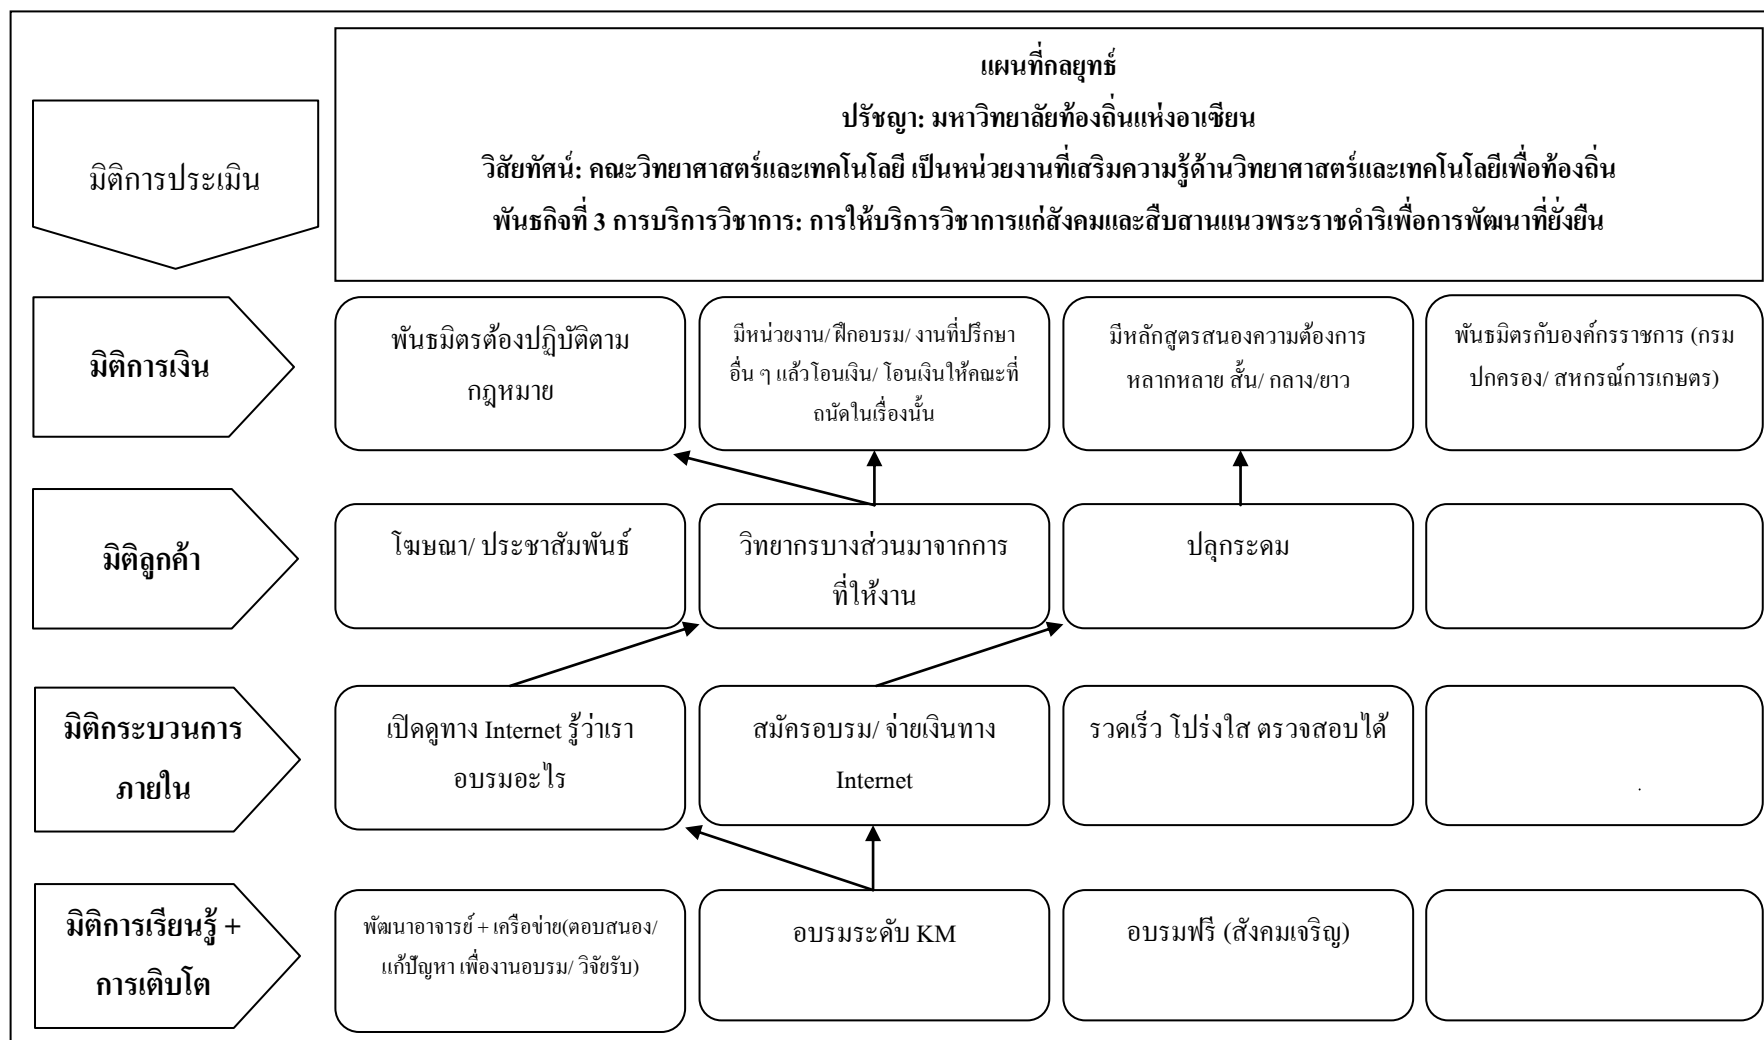 แผนที่กลยุทธ์
ปรัชญา: มหาวิทยาลัยท้องถิ่นแห่งอาเซียน
วิสัยทัศน์: คณะวิทยาศาสตร์และเทคโนโลยี เป็นหน่วยงานที่เสริมความรู้ด้านวิทยาศาสตร์และเทคโนโลยีเพื่อท้องถิ่น
พันธกิจที่ 3 การบริการวิชาการ: การให้บริการวิชาการแก่สังคมและสืบสานแนวพระราชดำริเพื่อการพัฒนาที่ยั่งยืน
มิติการประเมิน
มิติการเงิน
พันธมิตรต้องปฏิบัติตาม
กฎหมาย
มีหน่วยงาน/ ฝึกอบรม/ งานที่ปรึกษา
อื่น ๆ แล้วโอนเงิน/ โอนเงินให้คณะที่
ถนัดในเรื่องนั้น
มีหลักสูตรสนองความต้องการ
หลากหลาย สั้น/ กลาง/ยาว
พันธมิตรกับองค์กรราชการ (กรม
ปกครอง/ สหกรณ์การเกษตร)
มิติลูกค้า
โฆษณา/ ประชาสัมพันธ์
วิทยากรบางส่วนมาจากการ
ที่ให้งาน
ปลุกระดม
มิติกระบวนการ
ภายใน
เปิดดูทาง Internet รู้ว่าเรา
อบรมอะไร
สมัครอบรม/ จ่ายเงินทาง
Internet
รวดเร็ว โปร่งใส ตรวจสอบได้
.
มิติการเรียนรู้ +
การเติบโต
พัฒนาอาจารย์ + เครือข่าย(ตอบสนอง/
แก้ปัญหา เพื่องานอบรม/ วิจัยรับ)
อบรมระดับ KM
อบรมฟรี (สังคมเจริญ)